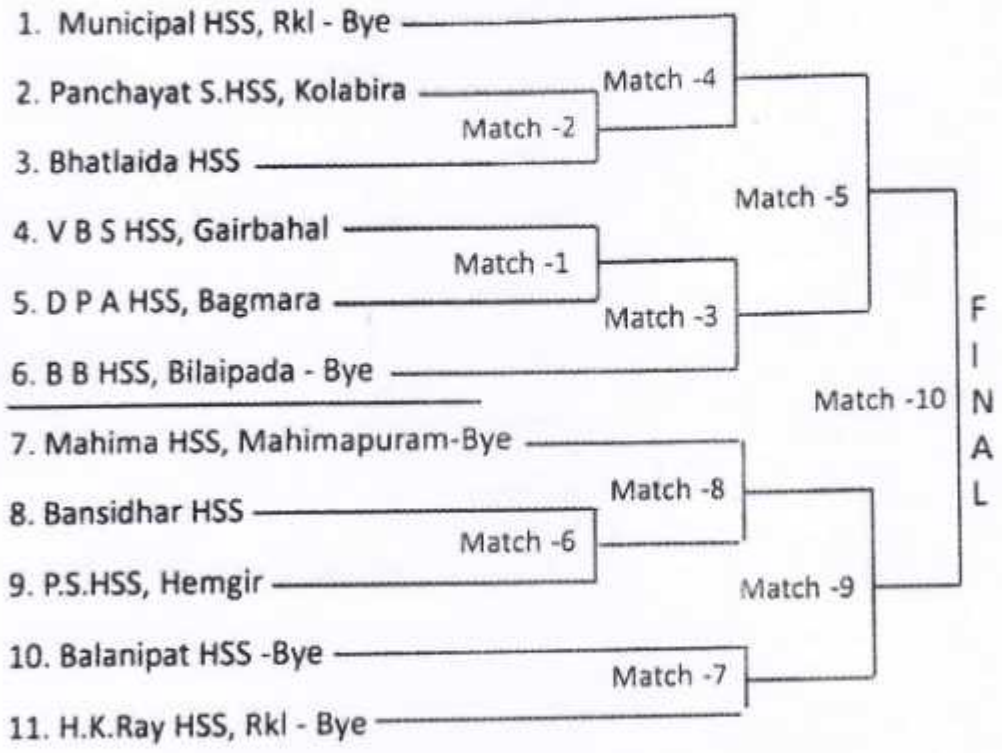 1. Municipal HSS, Rkl - Bye
Match -4
2. Panchayat S.HSS, Kolabira
Match -2
3. Bhatlaida HSS
Match -5
4. V B S HSS, Gairbahal
Match -1
5. D P A HSS, Bagmara
Match -3
6. B B HSS, Bilaipada - Bye
Match -10
FINAL
7. Mahima HSS, Mahimapuram-Bye
Match -8
8. Bansidhar HSS
Match -6
9. P.S.HSS, Hemgir
Match -9
10. Balanipat HSS -Bye
Match -7
11. H.K.Ray HSS, Rkl - Bye